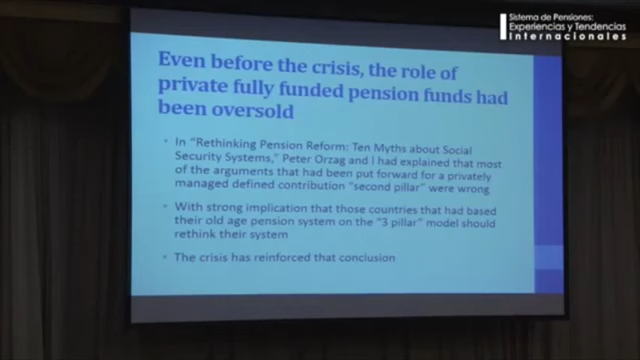 Sistema de Pensiones:
Experiencias y Tendencias
Internacionales
Even before the crisis, the role of
private fully funded pension funds had
been oversold
• In "Rethinking Pension Reform: Ten Myths about Social
Security Systems," Peter Orzag and I had explained that most
of the arguments that had been put forward for a privately
managed defined contribution "second pillar" were wrong
• With strong implication that those countries that had based
their old age pension system on the "3 pillar" model should
rethink their system
• The crisis has reinforced that conclusion